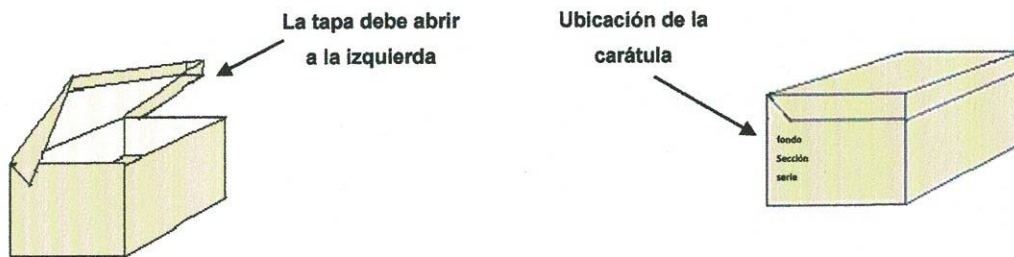 La tapa debe abrir
a la izquierda
Ubicación de la
carátula
fondo
Sección
serie